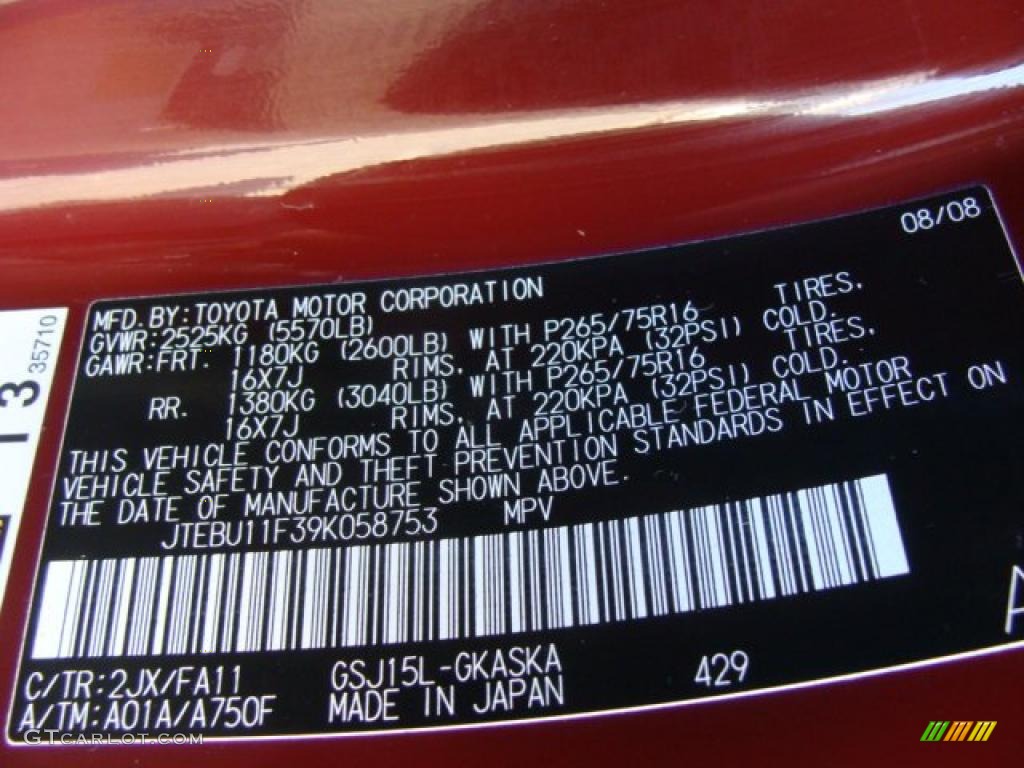 08/08
MFD. BY: TOYOTA MOTOR CORPORATION
GVWR: 2525KG (5570LB)
GAWR: FRT. 1180KG (2600LB) WITH P265/75R16 TIRES,
16X7J RIMS, AT 220KPA (32PSI) COLD.
RR. 1380KG (3040LB) WITH P265/75R16 TIRES,
16X7J RIMS, AT 220KPA (32PSI) COLD.
THIS VEHICLE CONFORMS TO ALL APPLICABLE FEDERAL MOTOR
VEHICLE SAFETY AND THEFT PREVENTION STANDARDS IN EFFECT ON
THE DATE OF MANUFACTURE SHOWN ABOVE.
JTEBU11F39K058753 MPV
C/TR: 2JX/FA11 GSJ15L-GKASKA 429
A/TM: A01A/A750F MADE IN JAPAN
A
35710
13
GTCARLOT.COM